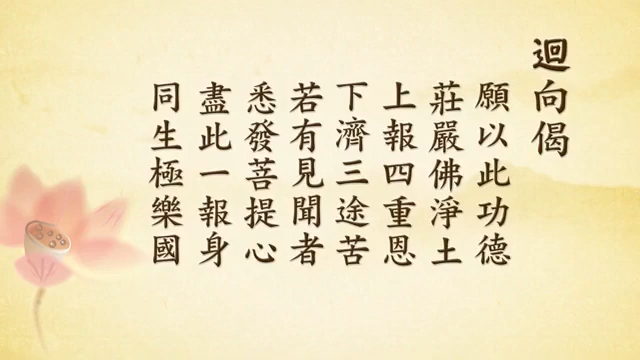 迴向偈
願以此功德
莊嚴佛淨土
上報四重恩
下濟三途苦
若有見聞者
悉發菩提心
盡此一報身
同生極樂國